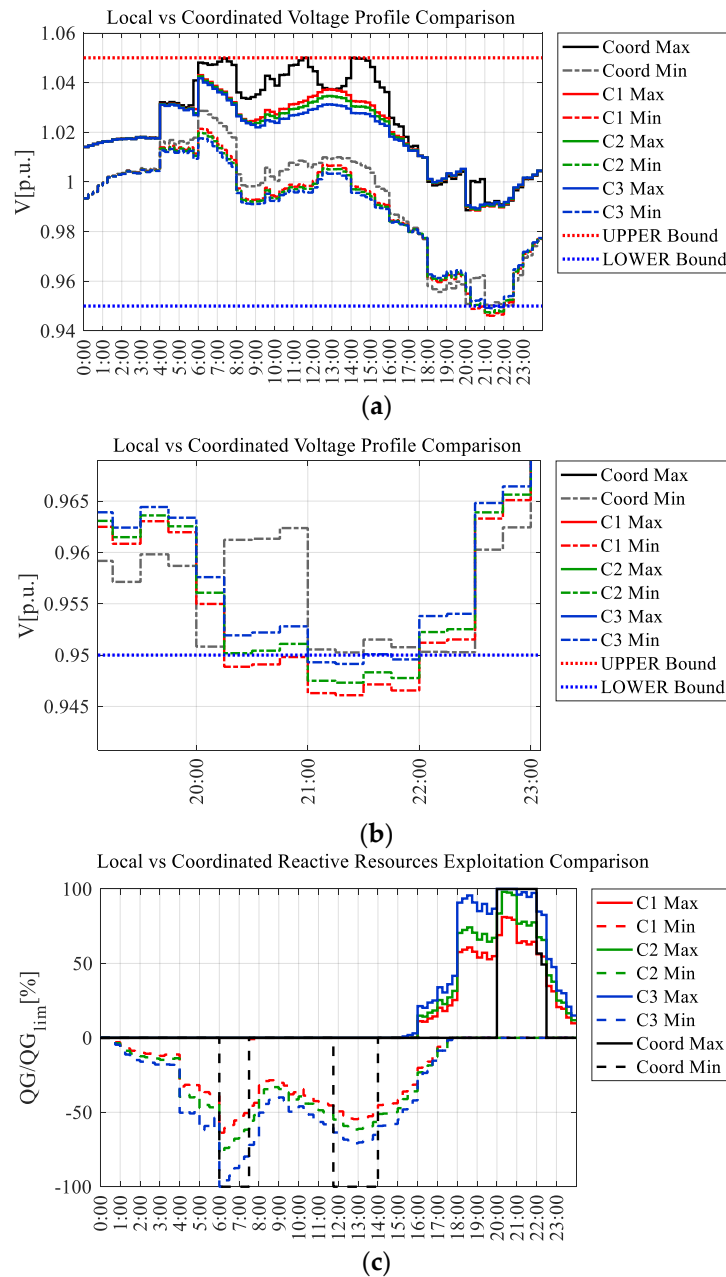 Local vs Coordinated Voltage Profile Comparison
1.06
1.04
1.02
1
0.98
0.96
0.94
V[p.u.]
0:00
1:00
2:00
3:00
4:00
5:00
6:00
7:00
8:00
9:00
10:00
11:00
12:00
13:00
14:00
15:00
16:00
17:00
18:00
19:00
20:00
21:00
22:00
23:00
Coord Max
Coord Min
C1 Max
C1 Min
C2 Max
C2 Min
C3 Max
C3 Min
UPPER Bound
LOWER Bound
(a)
Local vs Coordinated Voltage Profile Comparison
0.965
0.96
0.955
0.95
0.945
V[p.u.]
20:00
21:00
22:00
23:00
Coord Max
Coord Min
C1 Max
C1 Min
C2 Max
C2 Min
C3 Max
C3 Min
UPPER Bound
LOWER Bound
(b)
Local vs Coordinated Reactive Resources Exploitation Comparison
100
50
0
-50
-100
QG/QG_lim[%]
0:00
1:00
2:00
3:00
4:00
5:00
6:00
7:00
8:00
9:00
10:00
11:00
12:00
13:00
14:00
15:00
16:00
17:00
18:00
19:00
20:00
21:00
22:00
23:00
C1 Max
C1 Min
C2 Max
C2 Min
C3 Max
C3 Min
Coord Max
Coord Min
(c)